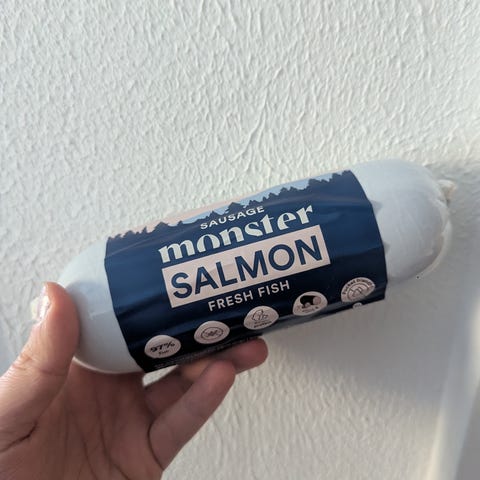 SAUSAGE
monster
SALMON
FRESH FISH
97%